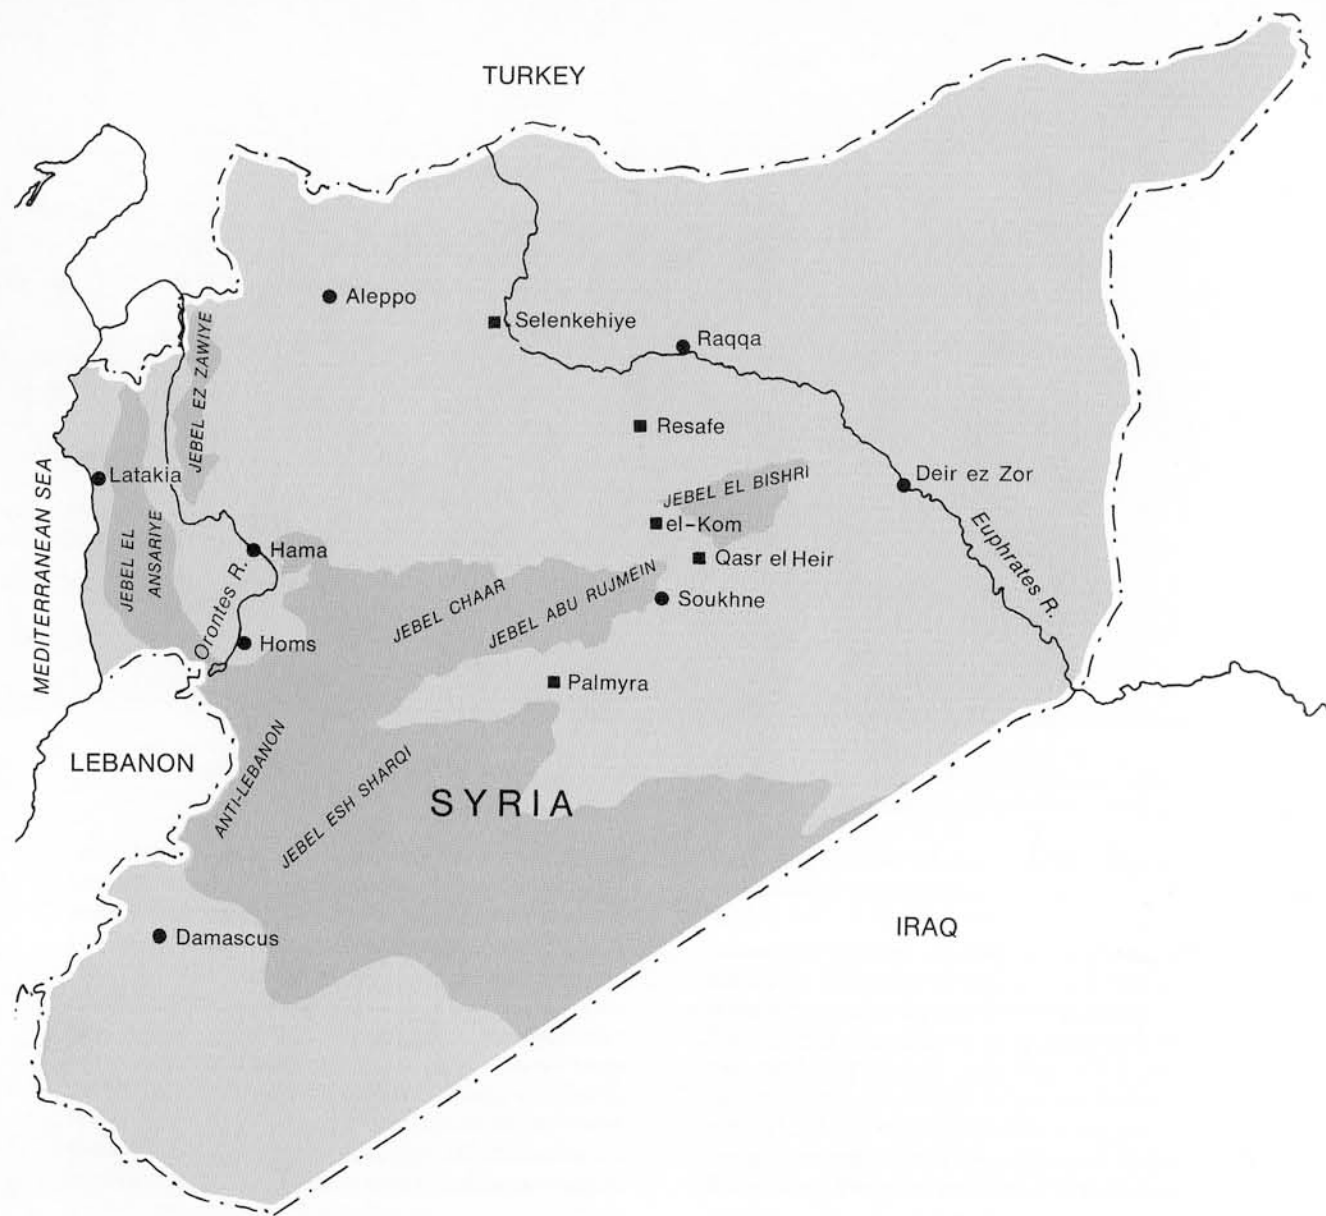 TURKEY
Aleppo
Selenkehiye
Raqqa
JEBEL EZ ZAWIYE
Resafe
MEDITERRANEAN SEA
Latakia
JEBEL EL BISHRI
Deir ez Zor
JEBEL EL
ANSARIYE
el-Kom
Euphrates R.
Hama
Qasr el Heir
Orontes R.
JEBEL CHAAR
JEBEL ABU RUJMEIN
Soukhne
Homs
Palmyra
LEBANON
ANTI-LEBANON
JEBEL ESH SHARQI
SYRIA
IRAQ
Damascus